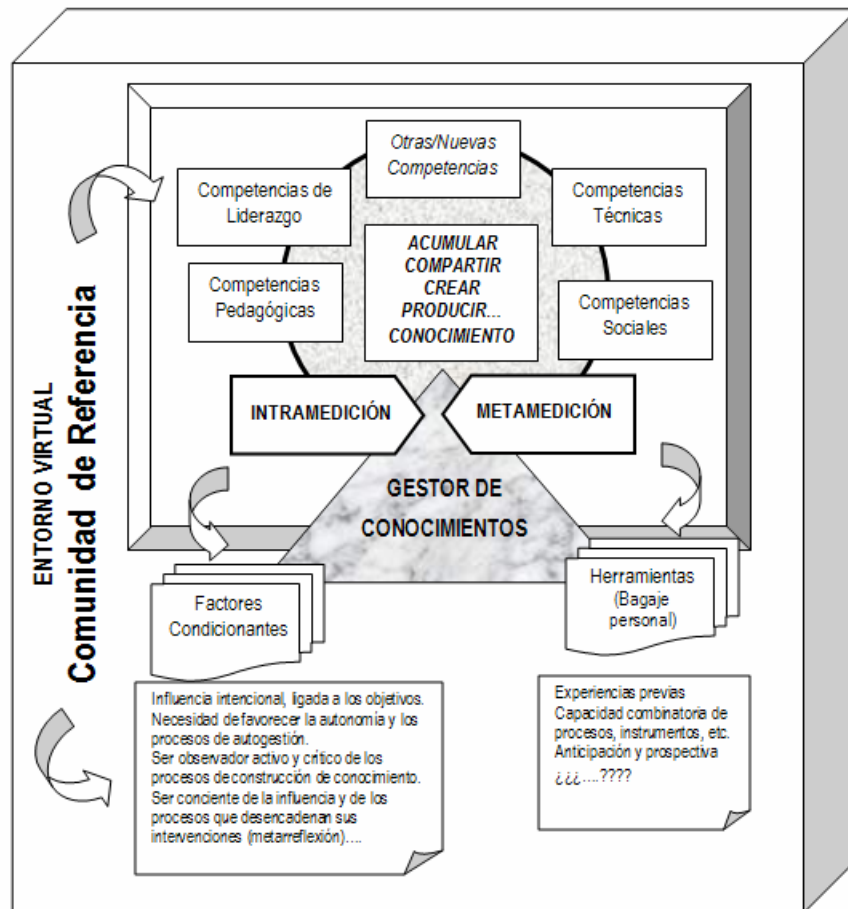 Otras/Nuevas
Competencias
Competencias de
Liderazgo
Competencias
Técnicas
ACUMULAR
COMPARTIR
CREAR
PRODUCIR...
CONOCIMIENTO
Competencias
Pedagógicas
Competencias
Sociales
INTRAMEDICIÓN
METAMEDICIÓN
GESTOR DE
CONOCIMIENTOS
ENTORNO VIRTUAL
Comunidad de Referencia
Factores
Condicionantes
Herramientas
(Bagaje
personal)
Influencia intencional, ligada a los objetivos.
Necesidad de favorecer la autonomía y los
procesos de autogestión.
Ser observador activo y crítico de los
procesos de construcción de conocimiento.
Ser conciente de la influencia y de los
procesos que desencadenan sus
intervenciones (metarreflexión)....
Experiencias previas
Capacidad combinatoria de
procesos, instrumentos, etc.
Anticipación y prospectiva
¿¿¿....????